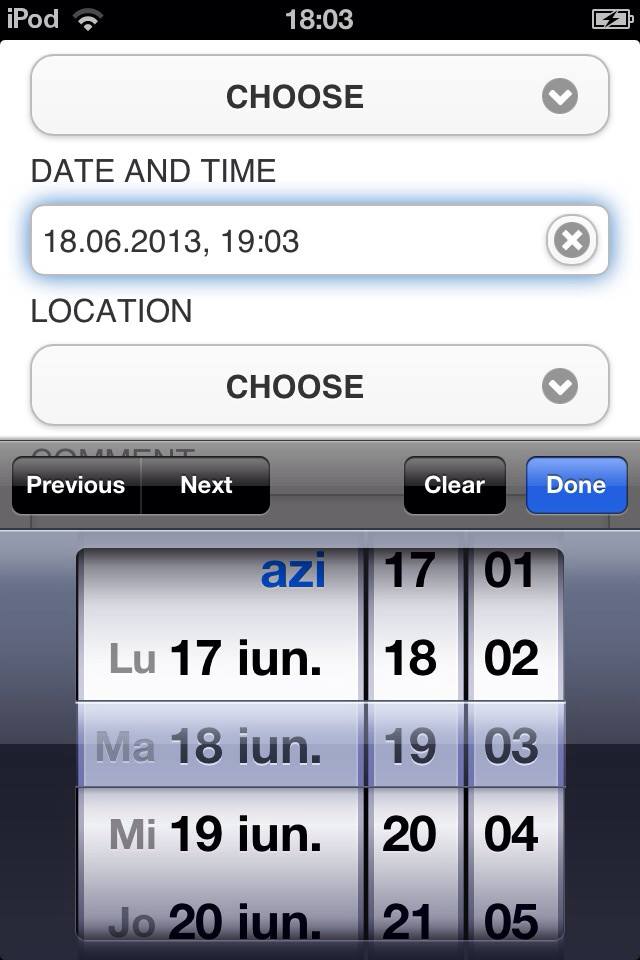 iPod 18:03
CHOOSE
DATE AND TIME
18.06.2013, 19:03
LOCATION
CHOOSE
COMMENT
Previous Next Clear Done
azi 17 01
Lu 17 iun. 18 02
Ma 18 iun. 19 03
Mi 19 iun. 20 04
Jo 20 iun. 21 05